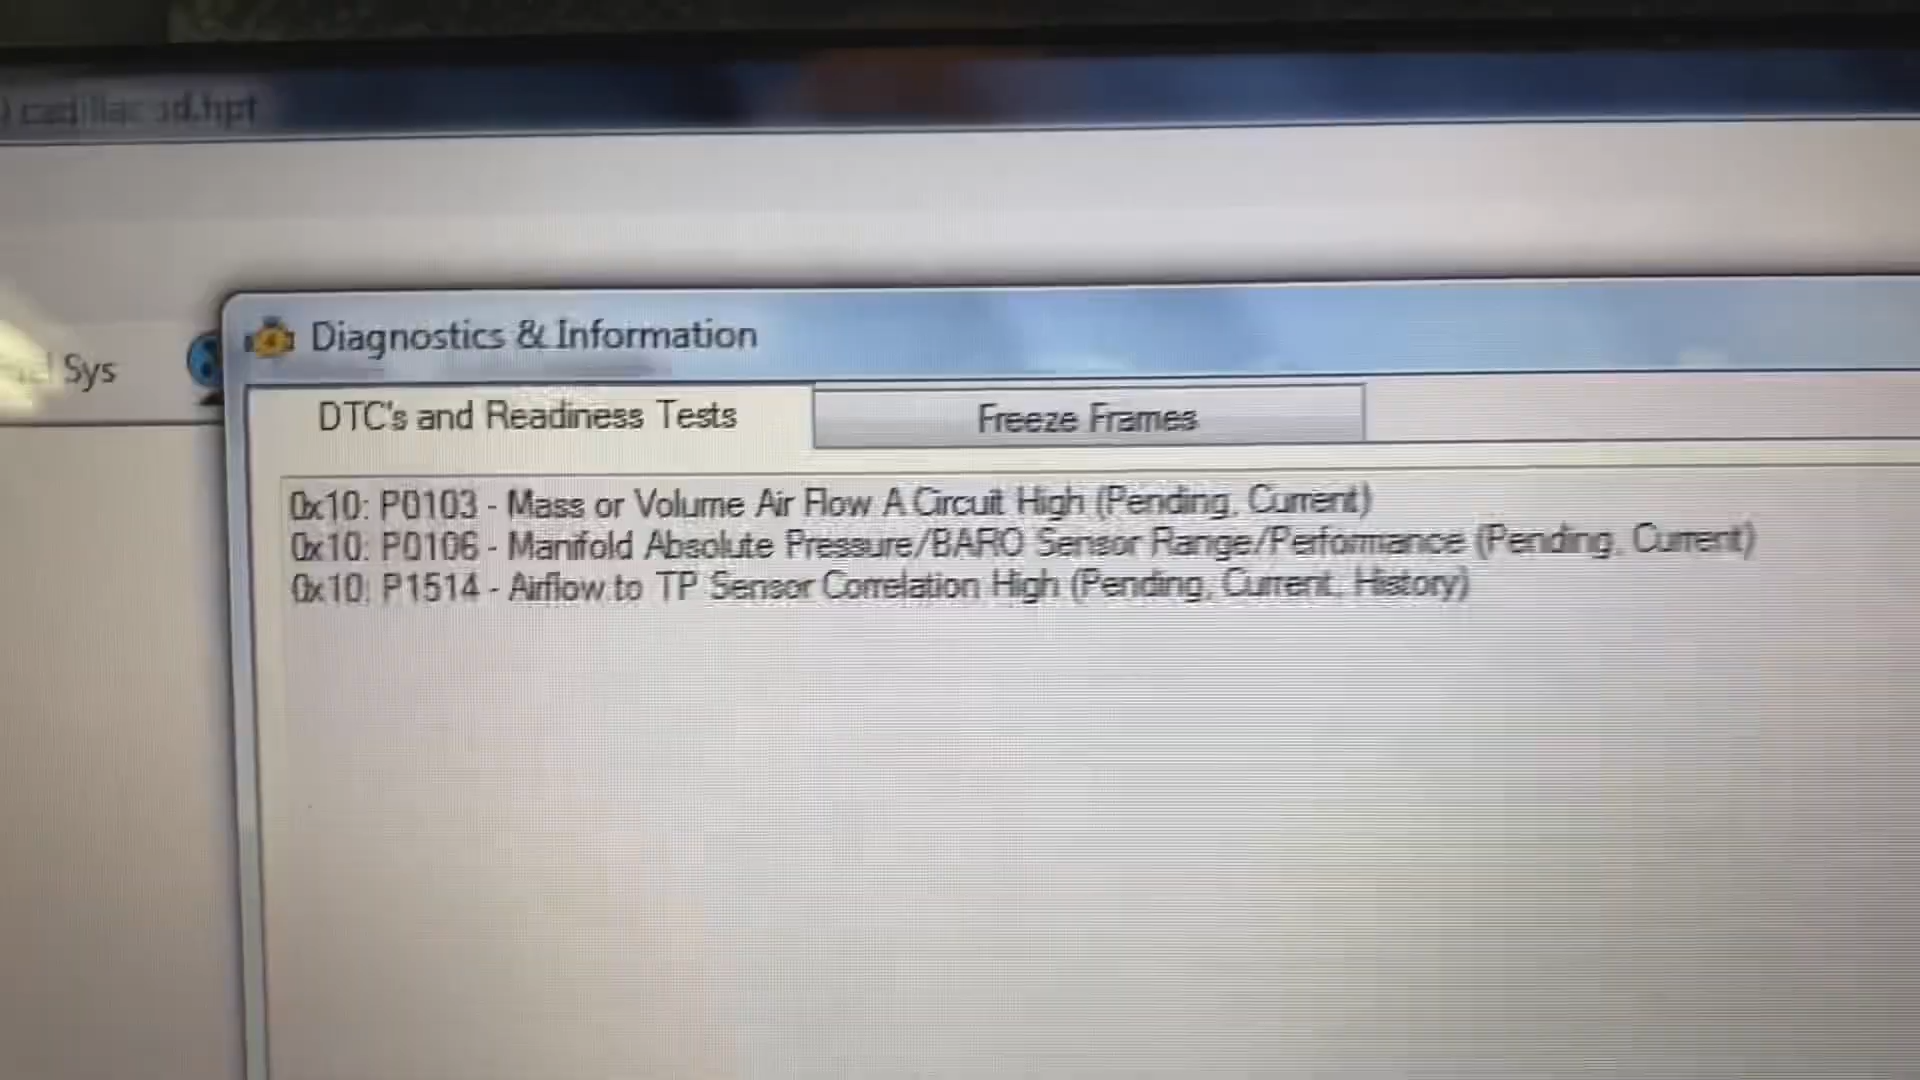 cadillac
Sys
Diagnostics & Information
DTC's and Readiness Tests
Freeze Frames
0x10: P0103 - Mass or Volume Air Flow A Circuit High (Pending, Current)
0x10: P0106 - Manifold Absolute Pressure/BARO Sensor Range/Performance (Pending, Current)
0x10: P1514 - Airflow to TP Sensor Correlation High (Pending, Current, History)